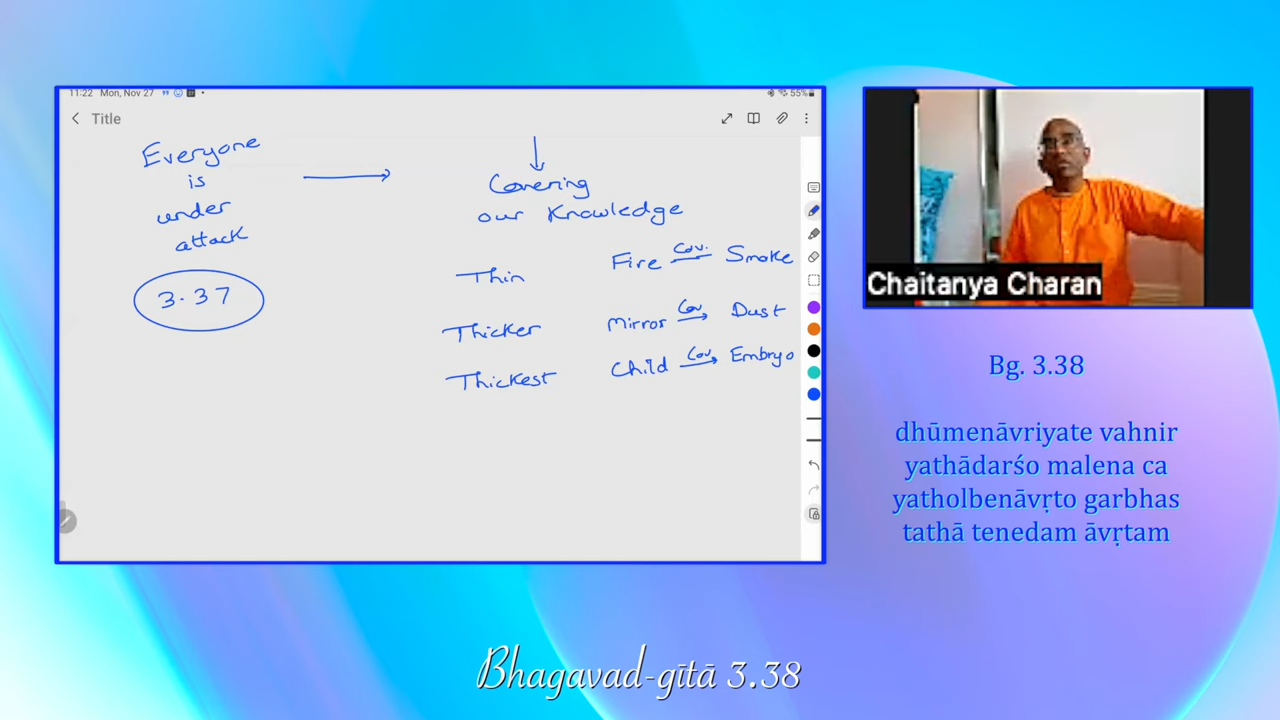 11:22 Mon, Nov 27
55%
Title
Everyone
is
under
attack
3.37
Covering
our Knowledge
Thin
Fire Cov. Smoke
Thicker
Mirror Cov Dust
Thickest
Child Cov. Embryo
Chaitanya Charan
Bg. 3.38
dhūmenāvriyate vahnir
yathādarśo malena ca
yatholbenāvṛto garbhas
tathā tenedam āvṛtam
Bhagavad-gītā 3.38